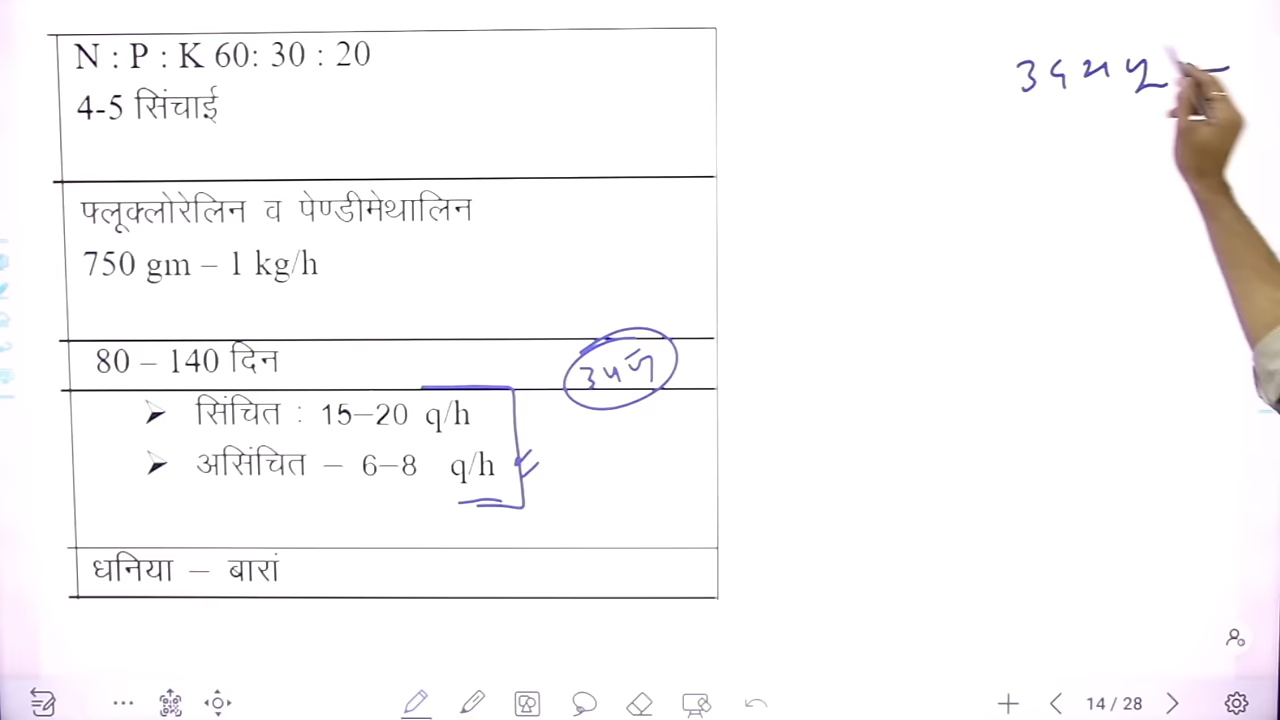 N : P : K 60: 30 : 20
4-5 सिंचाई
फ्लूक्लोरेलिन व पेण्डीमेथालिन
750 gm – 1 kg/h
80 – 140 दिन
उपज
➢ सिंचित : 15–20 q/h
➢ असिंचित – 6–8 q/h
धनिया – बारां
14 / 28